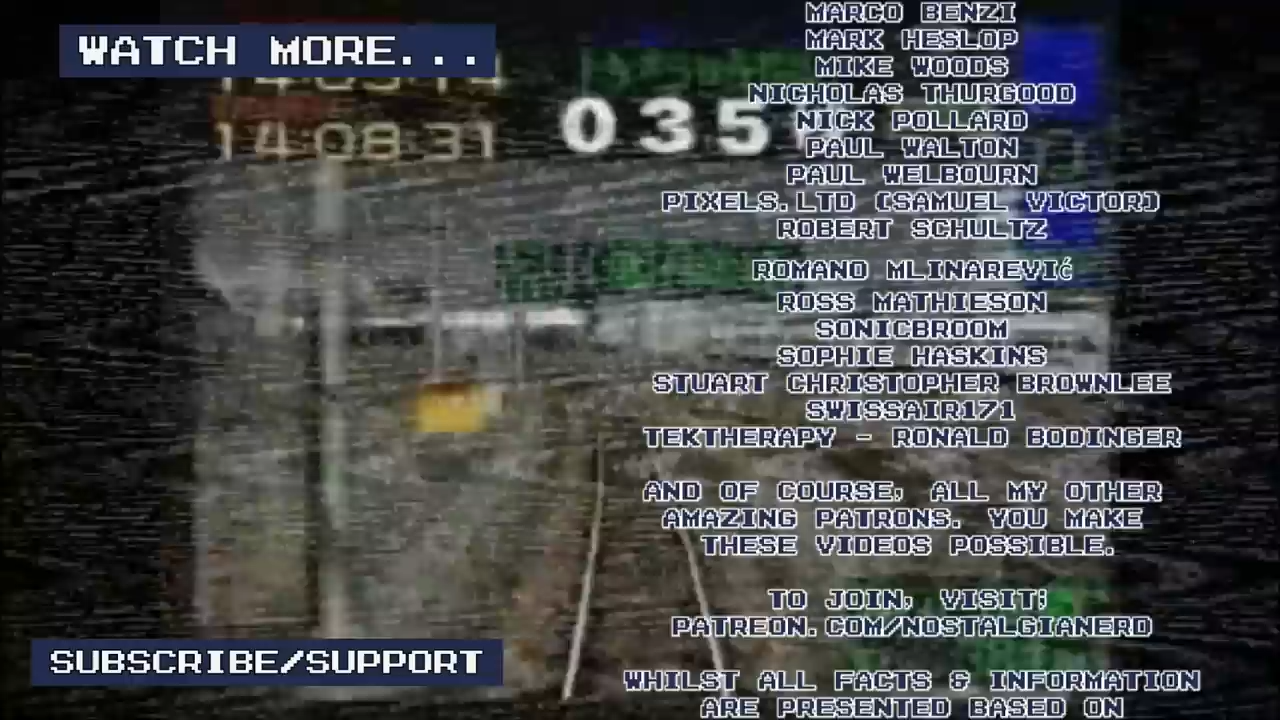 WATCH MORE...
14:08:31
035
MARCO BENZI
MARK HESLOP
MIKE WOODS
NICHOLAS THURGOOD
NICK POLLARD
PAUL WALTON
PAUL WELBOURN
PIXELS.LTD (SAMUEL VICTOR)
ROBERT SCHULTZ
ROMANO MLINAREVIć
ROSS MATHIESON
SONICBROOM
SOPHIE HASKINS
STUART CHRISTOPHER BROWNLEE
SWISSAIR171
TEKTHERAPY - RONALD BODINGER
AND OF COURSE, ALL MY OTHER
AMAZING PATRONS. YOU MAKE
THESE VIDEOS POSSIBLE.
TO JOIN, VISIT;
PATREON.COM/NOSTALGIANERD
WHILST ALL FACTS & INFORMATION
ARE PRESENTED BASED ON
SUBSCRIBE/SUPPORT